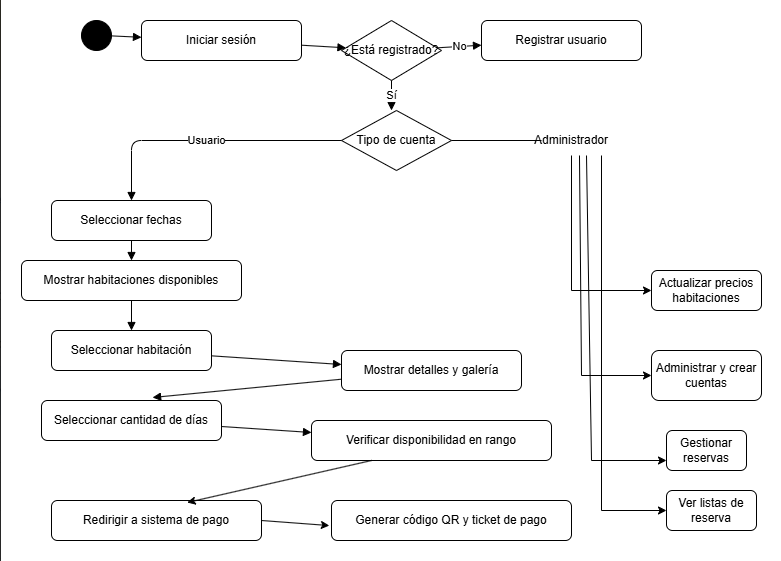 Iniciar sesión
¿Está registrado?
No
Registrar usuario
Sí
Usuario
Tipo de cuenta
Administrador
Seleccionar fechas
Mostrar habitaciones disponibles
Actualizar precios
habitaciones
Seleccionar habitación
Mostrar detalles y galería
Administrar y crear
cuentas
Seleccionar cantidad de días
Verificar disponibilidad en rango
Gestionar
reservas
Redirigir a sistema de pago
Generar código QR y ticket de pago
Ver listas de
reserva